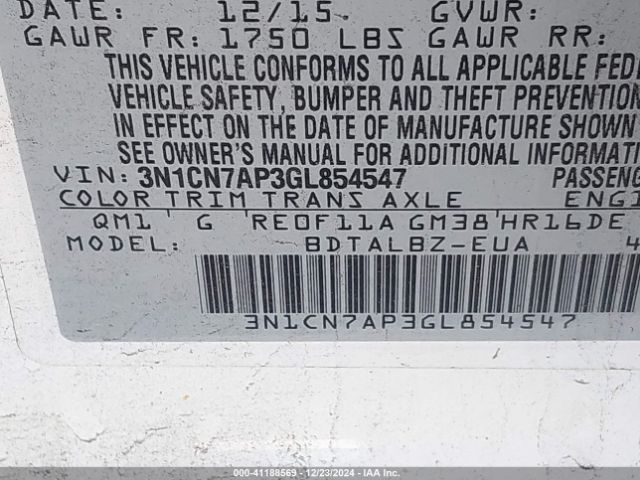 DATE: 12/15. GVWR:
GAWR FR: 1750 LBS GAWR RR:
THIS VEHICLE CONFORMS TO ALL APPLICABLE FEDE
VEHICLE SAFETY, BUMPER AND THEFT PREVENTION
IN EFFECT ON THE DATE OF MANUFACTURE SHOWN
SEE OWNER'S MANUAL FOR ADDITIONAL INFORMATI
VIN: 3N1CN7AP3GL854547 PASSENG
COLOR TRIM TRANS AXLE ENGI
QM1 G RE0F11A GM38 HR16DE
MODEL: BDTALBZ-EUA 4
3N1CN7AP3GL854547
000-41188569 | 12/23/2024 - IAA Inc.